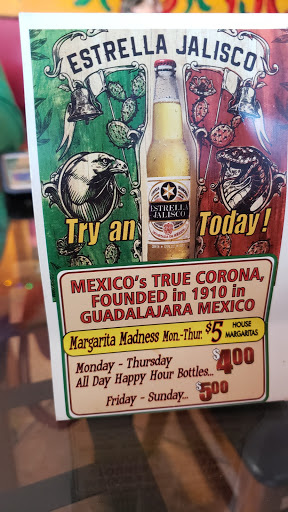 ESTRELLA JALISCO
ESTRELLA
JALISCO
Try an Today!
MEXICO's TRUE CORONA,
FOUNDED in 1910 in
GUADALAJARA MEXICO
Margarita Madness Mon.-Thur. $5 HOUSE MARGARITAS
Monday - Thursday
All Day Happy Hour Bottles... $4.00
Friday - Sunday... $5.00